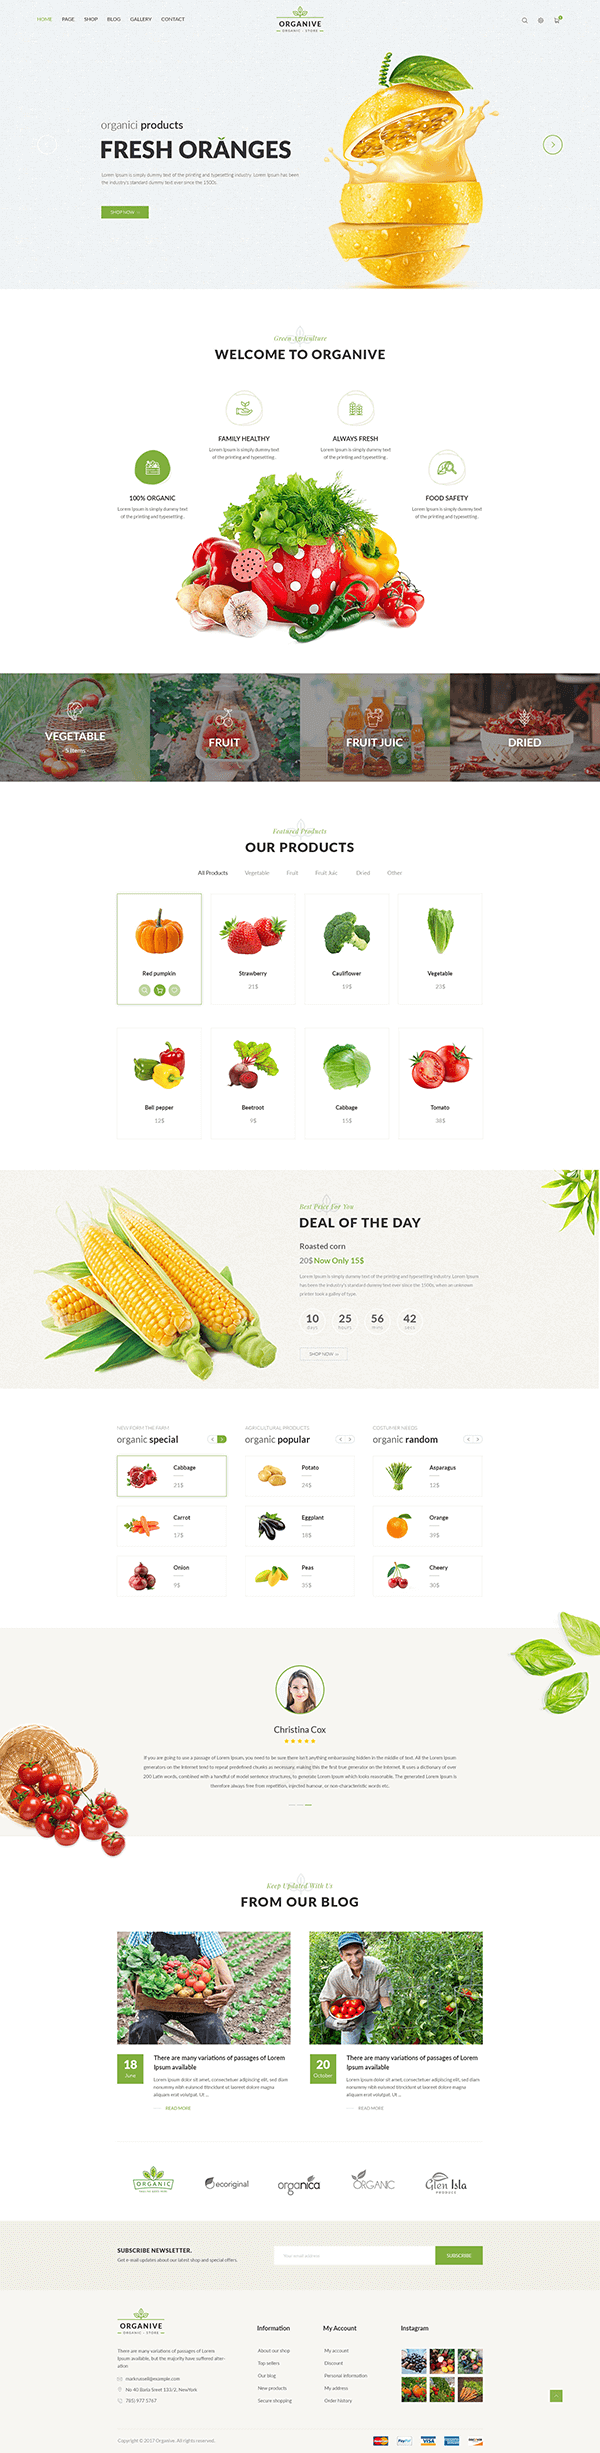 HOME PAGE SHOP BLOG GALLERY CONTACT
ORGANIVE
ORGANIC - STORE
organici products
FRESH ORANGES
Lorem Ipsum is simply dummy text of the printing and typesetting industry. Lorem Ipsum has been
the industry's standard dummy text ever since the 1500s.
SHOP NOW
Green Agriculture
WELCOME TO ORGANIVE
FAMILY HEALTHY
Lorem Ipsum is simply dummy text
of the printing and typesetting .
ALWAYS FRESH
Lorem Ipsum is simply dummy text
of the printing and typesetting .
100% ORGANIC
Lorem Ipsum is simply dummy text
of the printing and typesetting .
FOOD SAFETY
Lorem Ipsum is simply dummy text
of the printing and typesetting .
VEGETABLE
5 Items
FRUIT
FRUIT JUIC
DRIED
Featured Products
OUR PRODUCTS
All Products Vegetable Fruit Fruit Juic Dried Other
Red pumpkin
Strawberry
21$
Cauliflower
19$
Vegetable
23$
Bell pepper
12$
Beetroot
9$
Cabbage
15$
Tomato
38$
Best Price For You
DEAL OF THE DAY
Roasted corn
20$ Now Only 15$
Lorem Ipsum is simply dummy text of the printing and typesetting industry. Lorem Ipsum
has been the industry's standard dummy text ever since the 1500s, when an unknown
printer took a galley of type.
10 25 56 42
days hours mins secs
SHOP NOW
NEW FORM THE FARM
organic special
Cabbage
21$
Carrot
17$
Onion
9$
AGRICULTURAL PRODUCTS
organic popular
Potato
24$
Eggplant
18$
Peas
35$
COSTUMER NEEDS
organic random
Asparagus
12$
Orange
39$
Cheery
30$
Christina Cox
If you are going to use a passage of Lorem Ipsum, you need to be sure there isn't anything embarrassing hidden in the middle of text. All the Lorem Ipsum
generators on the Internet tend to repeat predefined chunks as necessary, making this the first true generator on the Internet. It uses a dictionary of over
200 Latin words, combined with a handful of model sentence structures, to generate Lorem Ipsum which looks reasonable. The generated Lorem Ipsum is
therefore always free from repetition, injected humour, or non-characteristic words etc.
Keep Updated With Us
FROM OUR BLOG
18
June
There are many variations of passages of Lorem
Ipsum available
Lorem ipsum dolor sit amet, consectetuer adipiscing elit, sed diam
nonummy nibh euismod tincidunt ut laoreet dolore magna
aliquam erat volutpat. Ut ...
READ MORE
20
October
There are many variations of passages of Lorem
Ipsum available
Lorem ipsum dolor sit amet, consectetuer adipiscing elit, sed diam
nonummy nibh euismod tincidunt ut laoreet dolore magna
aliquam erat volutpat. Ut ...
READ MORE
ORGANIC
ecoriginal
organica
ORGANIC
Glen Isla
PRODUCE
SUBSCRIBE NEWSLETTER.
Get e-mail updates about our latest shop and special offers.
Your email address
SUBSCRIBE
ORGANIVE
ORGANIC - STORE
There are many variations of passages of Lorem
Ipsum available, but the majority have suffered alter-
ation
markrussell@example.com
No 40 Baria Sreet 133/2, NewYork
(785) 977 5767
Information
About our shop
Top sellers
Our blog
New products
Secure shopping
My Account
My account
Discount
Personal information
My address
Order history
Instagram
Copyright © 2017 Organive. All rights reserved.
PayPal
VISA